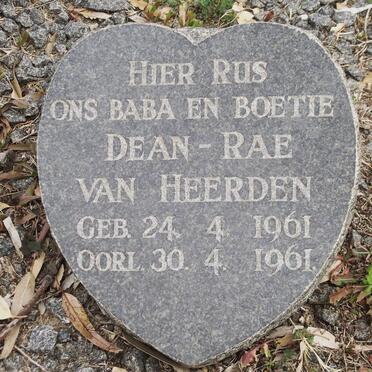 HIER RUS
ONS BABA EN BOETIE
DEAN-RAE
VAN HEERDEN
GEB. 24. 4. 1961
OORL. 30. 4. 1961.